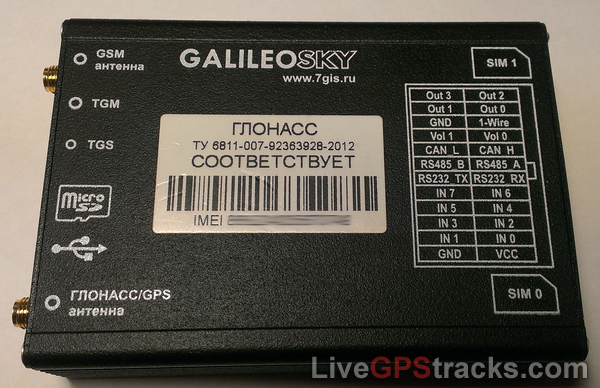 GSM
антенна
TGM
TGS
micro
SD
ГЛОНАСС/GPS
антенна
GALILEOSKY
www.7gis.ru
ГЛОНАСС
ТУ 6811-007-92363928-2012
СООТВЕТСТВУЕТ
IMEI
SIM 1
Out 3 Out 2
Out 1 Out 0
GND 1-Wire
Vol 1 Vol 0
CAN_L CAN_H
RS485_B RS485_A
RS232_TX RS232_RX
IN 7 IN 6
IN 5 IN 4
IN 3 IN 2
IN 1 IN 0
GND VCC
SIM 0
LiveGPStracks.com